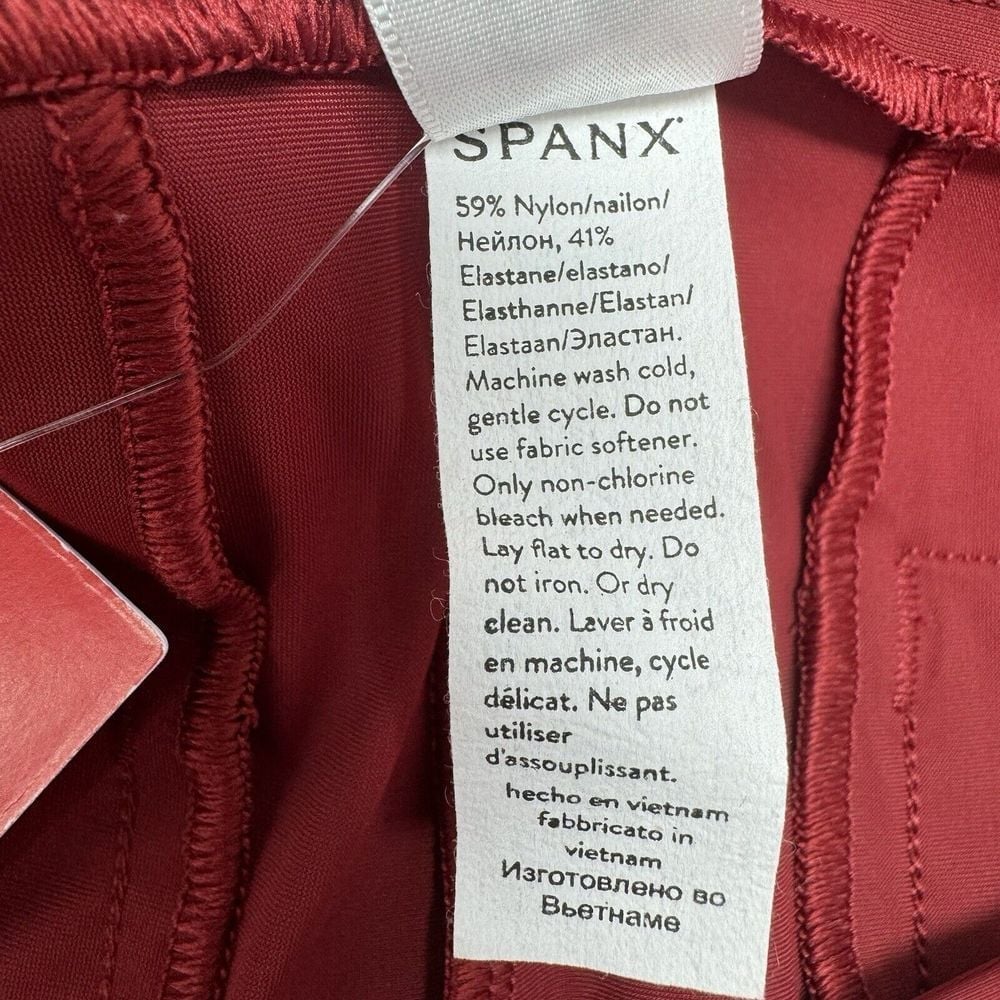 SPANX
59% Nylon/nailon/
Нейлон, 41%
Elastane/elastano/
Elasthanne/Elastan/
Elastaan/Эластан.
Machine wash cold,
gentle cycle. Do not
use fabric softener.
Only non-chlorine
bleach when needed.
Lay flat to dry. Do
not iron. Or dry
clean. Laver à froid
en machine, cycle
délicat. Ne pas
utiliser
d'assouplissant.
hecho en vietnam
fabbricato in
vietnam
Изготовлено во
Вьетнаме